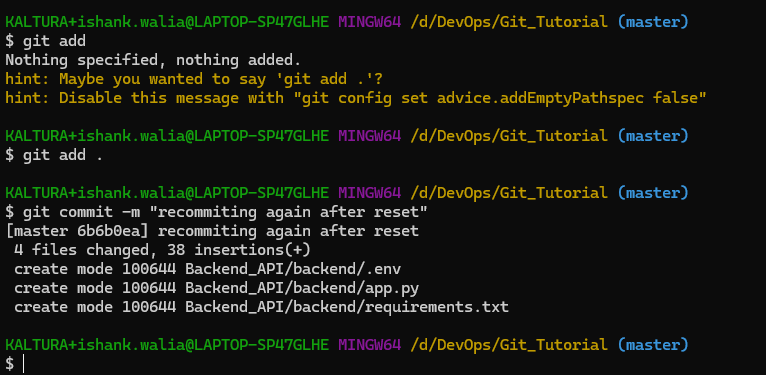 KALTURA+ishank.walia@LAPTOP-SP47GLHE MINGW64 /d/DevOps/Git_Tutorial (master)
$ git add
Nothing specified, nothing added.
hint: Maybe you wanted to say 'git add .'?
hint: Disable this message with "git config set advice.addEmptyPathspec false"
KALTURA+ishank.walia@LAPTOP-SP47GLHE MINGW64 /d/DevOps/Git_Tutorial (master)
$ git add .
KALTURA+ishank.walia@LAPTOP-SP47GLHE MINGW64 /d/DevOps/Git_Tutorial (master)
$ git commit -m "recommiting again after reset"
[master 6b6b0ea] recommiting again after reset
 4 files changed, 38 insertions(+)
 create mode 100644 Backend_API/backend/.env
 create mode 100644 Backend_API/backend/app.py
 create mode 100644 Backend_API/backend/requirements.txt
KALTURA+ishank.walia@LAPTOP-SP47GLHE MINGW64 /d/DevOps/Git_Tutorial (master)
$